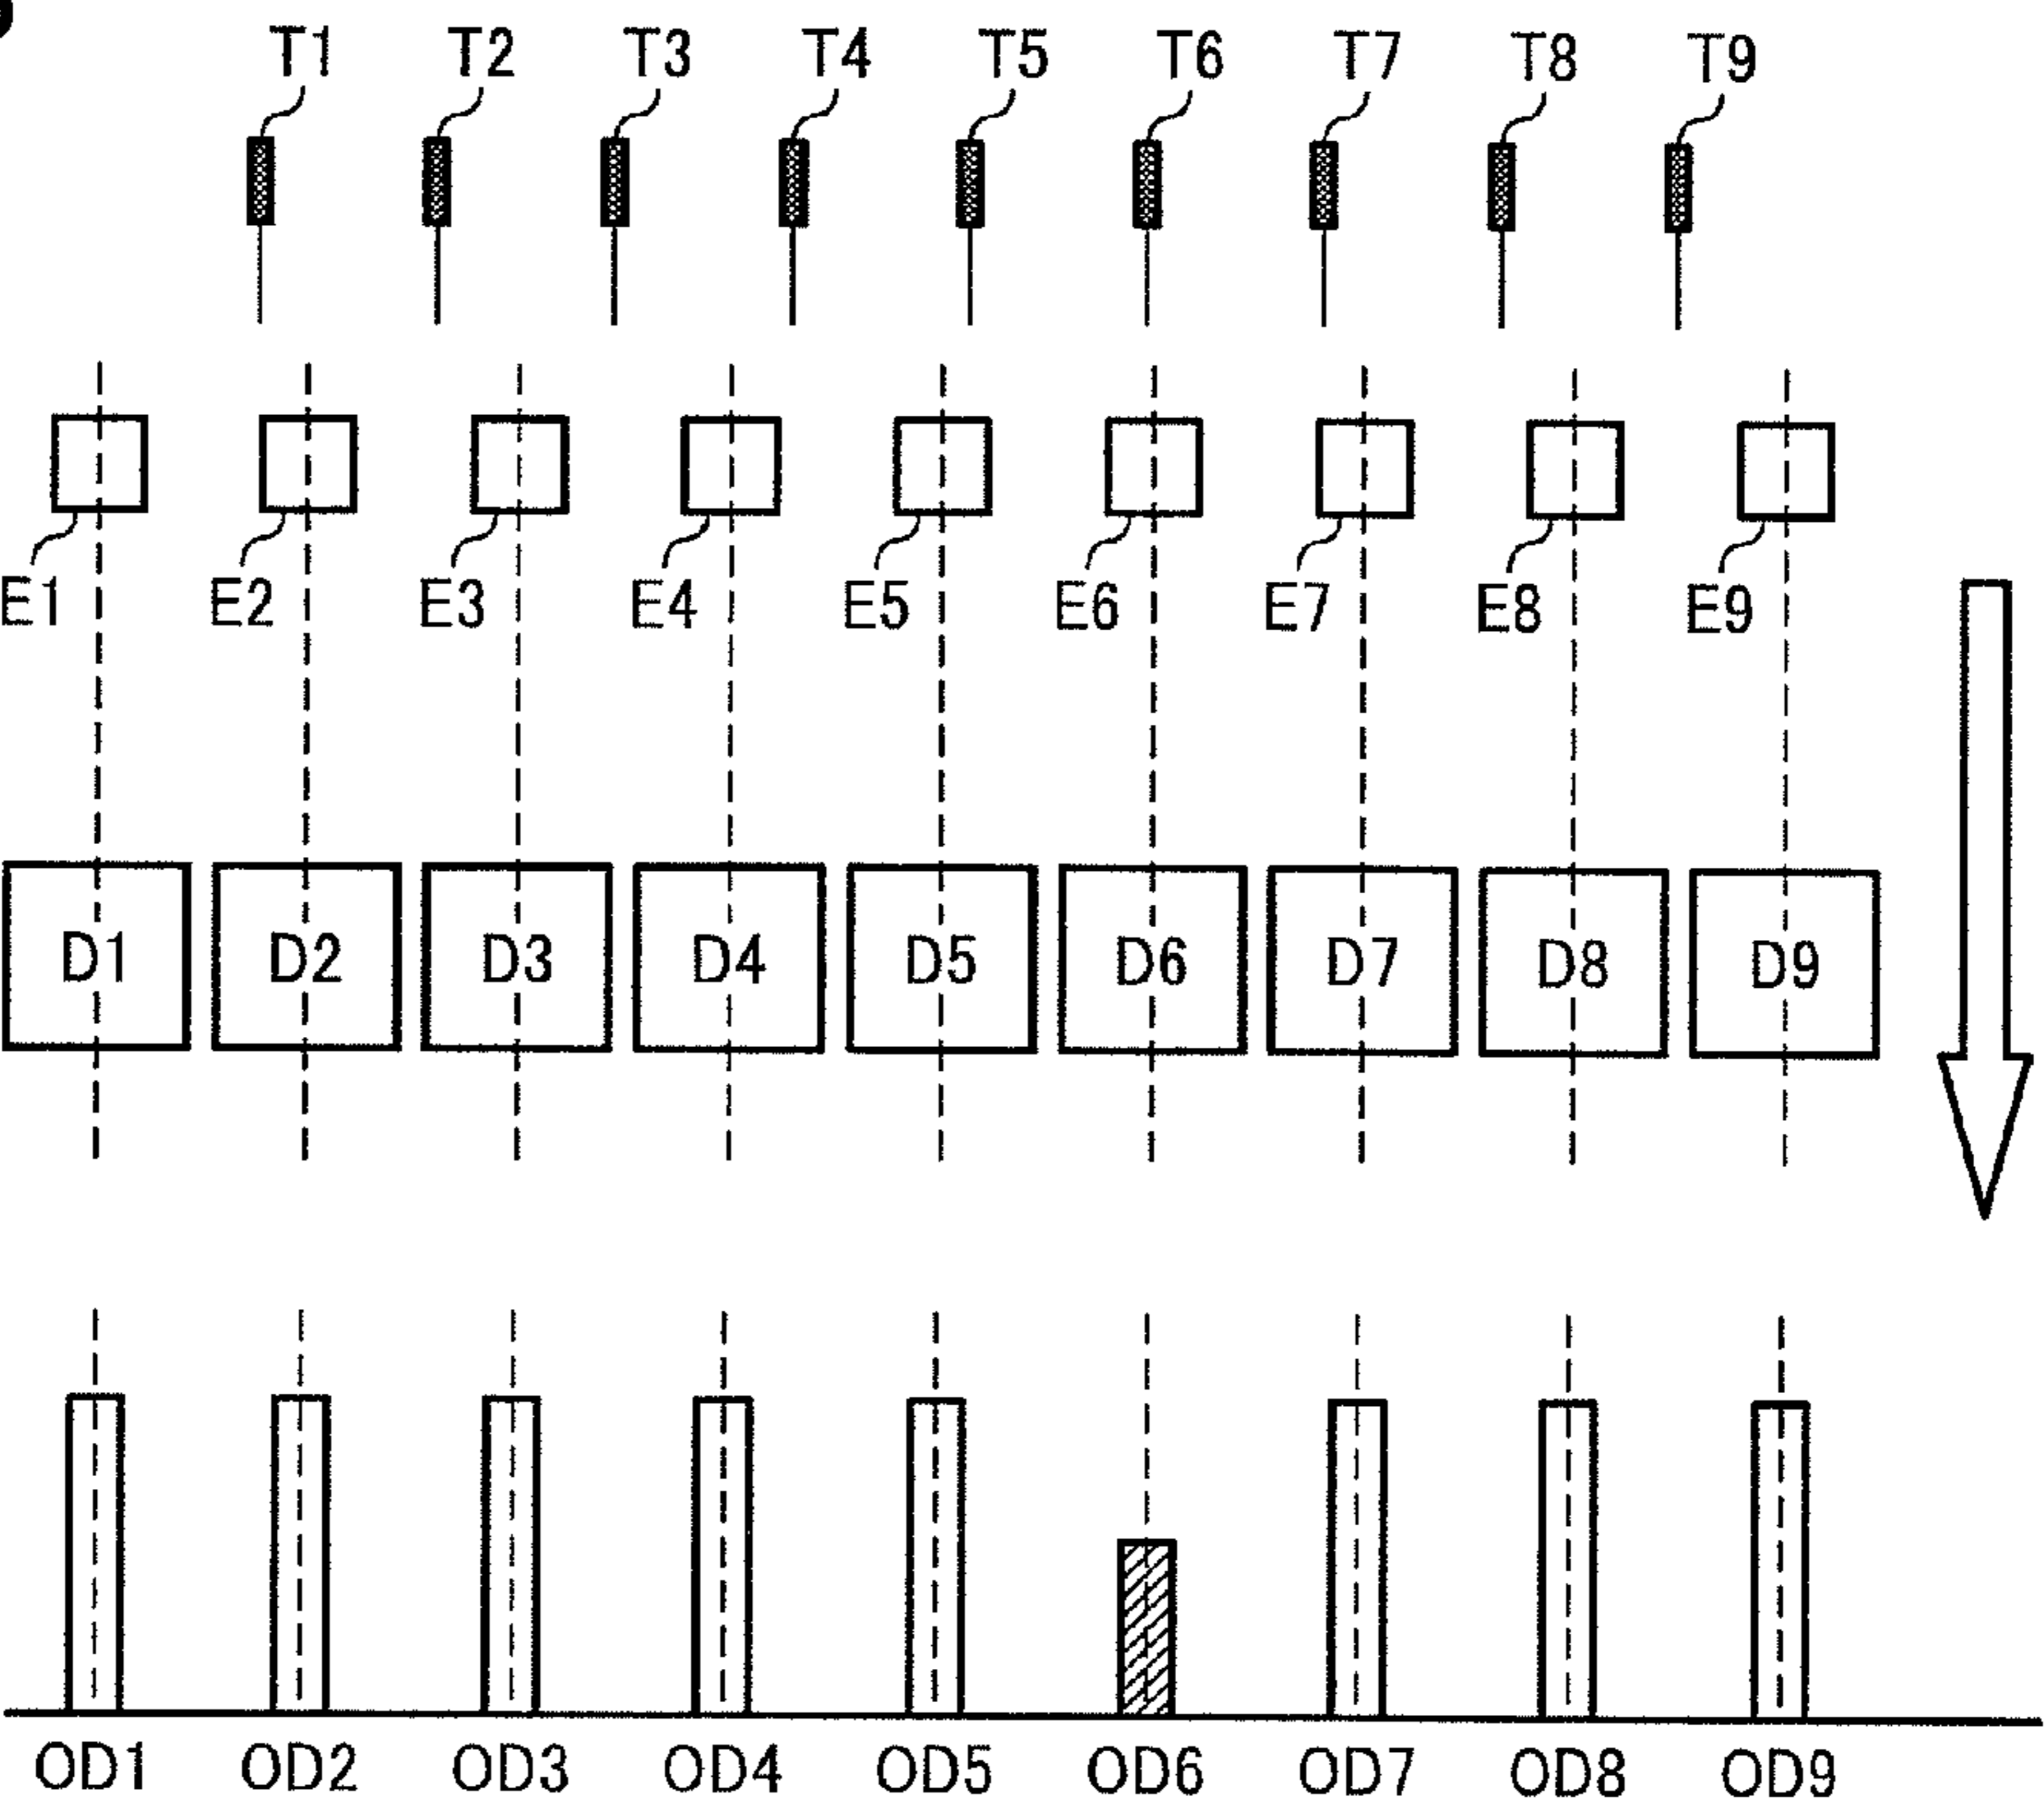 T1 T2 T3 T4 T5 T6 T7 T8 T9
E1 E2 E3 E4 E5 E6 E7 E8 E9
D1 D2 D3 D4 D5 D6 D7 D8 D9
OD1 OD2 OD3 OD4 OD5 OD6 OD7 OD8 OD9